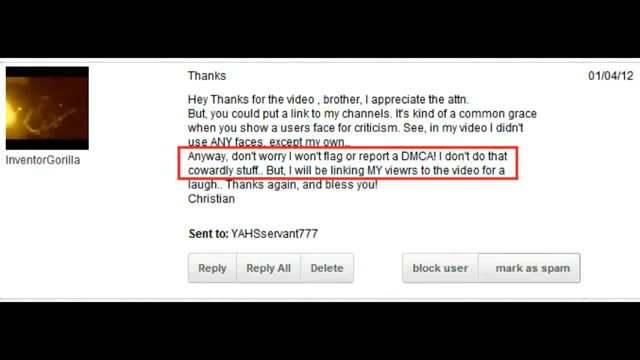 Thanks 01/04/12
Hey Thanks for the video , brother, I appreciate the attn.
But, you could put a link to my channels. It's kind of a common grace
when you show a users face for criticism. See, in my video I didn't
use ANY faces, except my own..
Anyway, don't worry I won't flag or report a DMCA! I don't do that
cowardly stuff.. But, I will be linking MY viewrs to the video for a
laugh.. Thanks again, and bless you!
Christian
InventorGorilla
Sent to: YAHSservant777
Reply Reply All Delete block user mark as spam